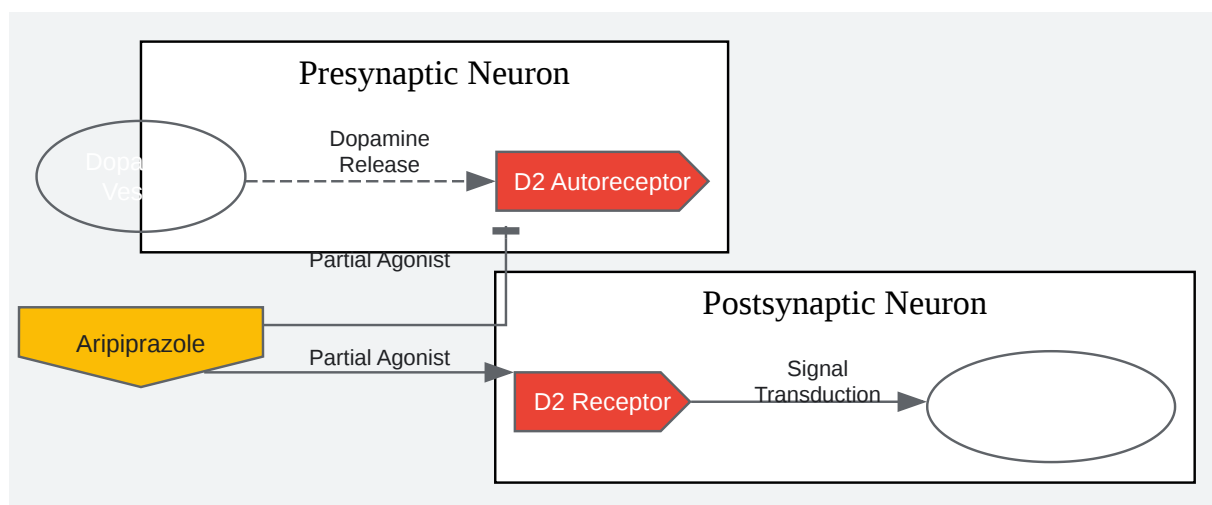 Presynaptic Neuron
Dopamine
Release
D2 Autoreceptor
Partial Agonist
Postsynaptic Neuron
Aripiprazole
Partial Agonist
Signal
Transduction
D2 Receptor